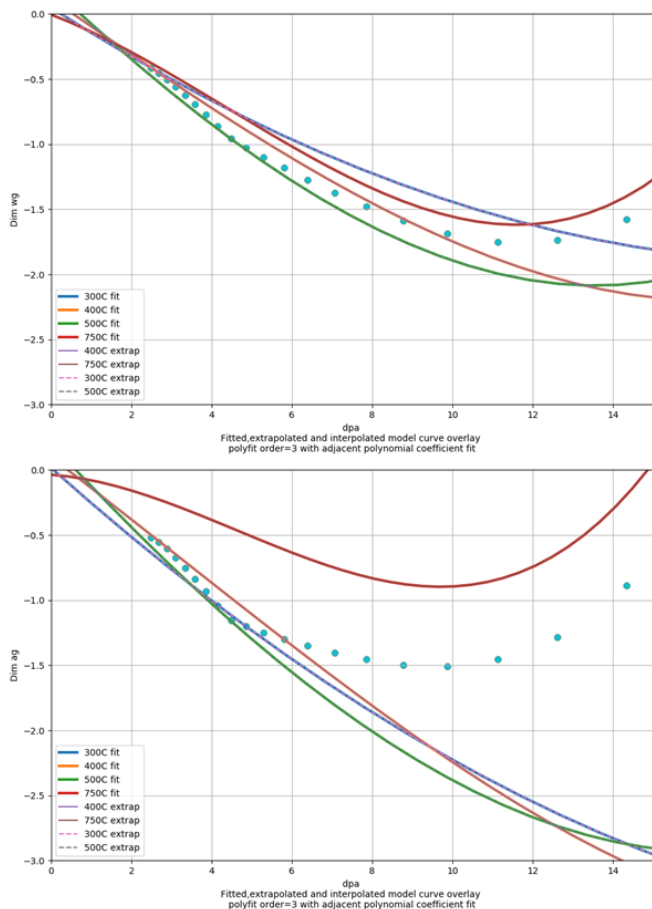 0.0
-0.5
-1.0
-1.5
-2.0
-2.5
-3.0
Dim wg
300C fit
400C fit
500C fit
750C fit
400C extrap
750C extrap
300C extrap
500C extrap
0 2 4 6 8 10 12 14
dpa
Fitted,extrapolated and interpolated model curve overlay
polyfit order=3 with adjacent polynomial coefficient fit
0.0
-0.5
-1.0
-1.5
-2.0
-2.5
-3.0
Dim ag
300C fit
400C fit
500C fit
750C fit
400C extrap
750C extrap
300C extrap
500C extrap
0 2 4 6 8 10 12 14
dpa
Fitted,extrapolated and interpolated model curve overlay
polyfit order=3 with adjacent polynomial coefficient fit